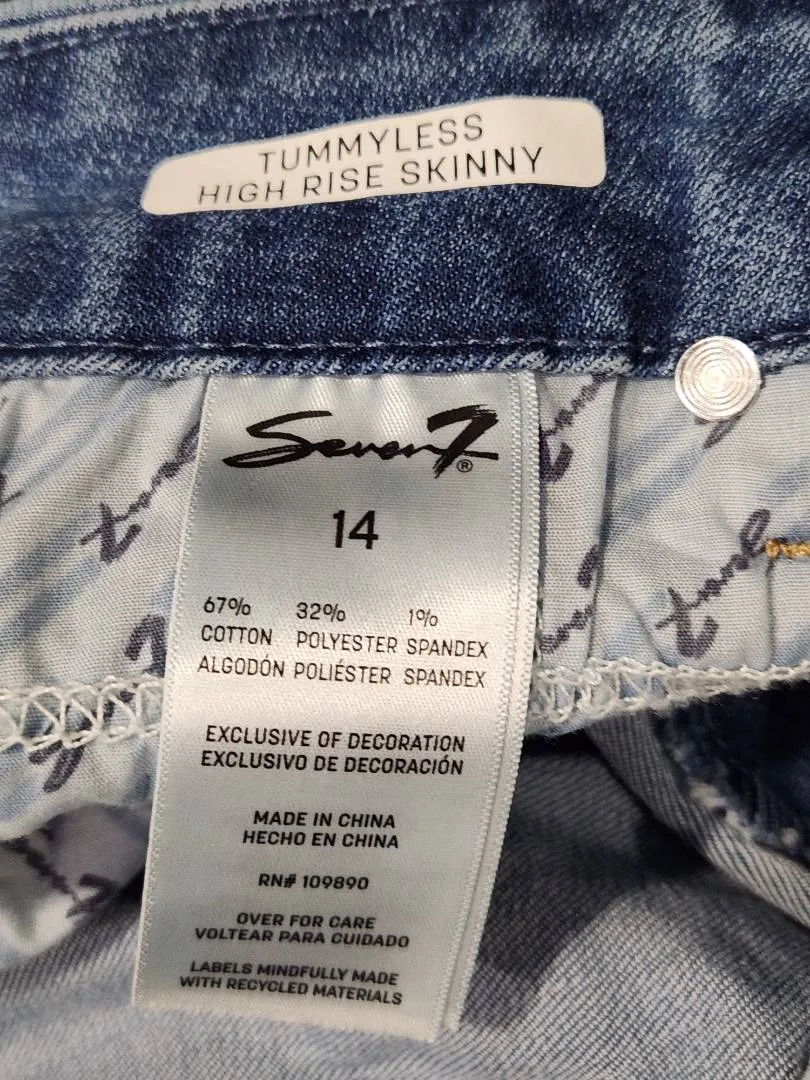 TUMMYLESS
HIGH RISE SKINNY
Seven7®
14
67% 32% 1%
COTTON POLYESTER SPANDEX
ALGODÓN POLIÉSTER SPANDEX
EXCLUSIVE OF DECORATION
EXCLUSIVO DE DECORACIÓN
MADE IN CHINA
HECHO EN CHINA
RN# 109890
OVER FOR CARE
VOLTEAR PARA CUIDADO
LABELS MINDFULLY MADE
WITH RECYCLED MATERIALS